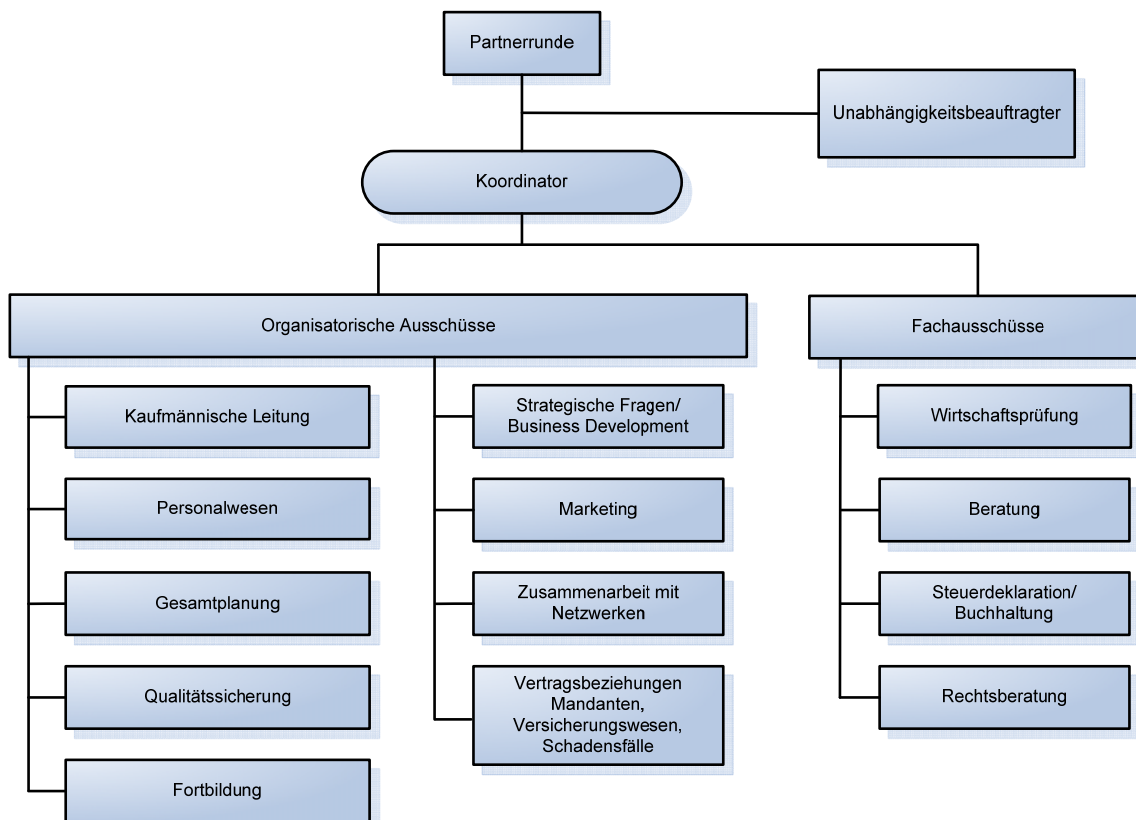 Partnerrunde
Unabhängigkeitsbeauftragter
Koordinator
Organisatorische Ausschüsse
Fachausschüsse
Kaufmännische Leitung
Personalwesen
Gesamtplanung
Qualitätssicherung
Fortbildung
Strategische Fragen/
Business Development
Marketing
Zusammenarbeit mit
Netzwerken
Vertragsbeziehungen
Mandanten,
Versicherungswesen,
Schadensfälle
Wirtschaftsprüfung
Beratung
Steuerdeklaration/
Buchhaltung
Rechtsberatung